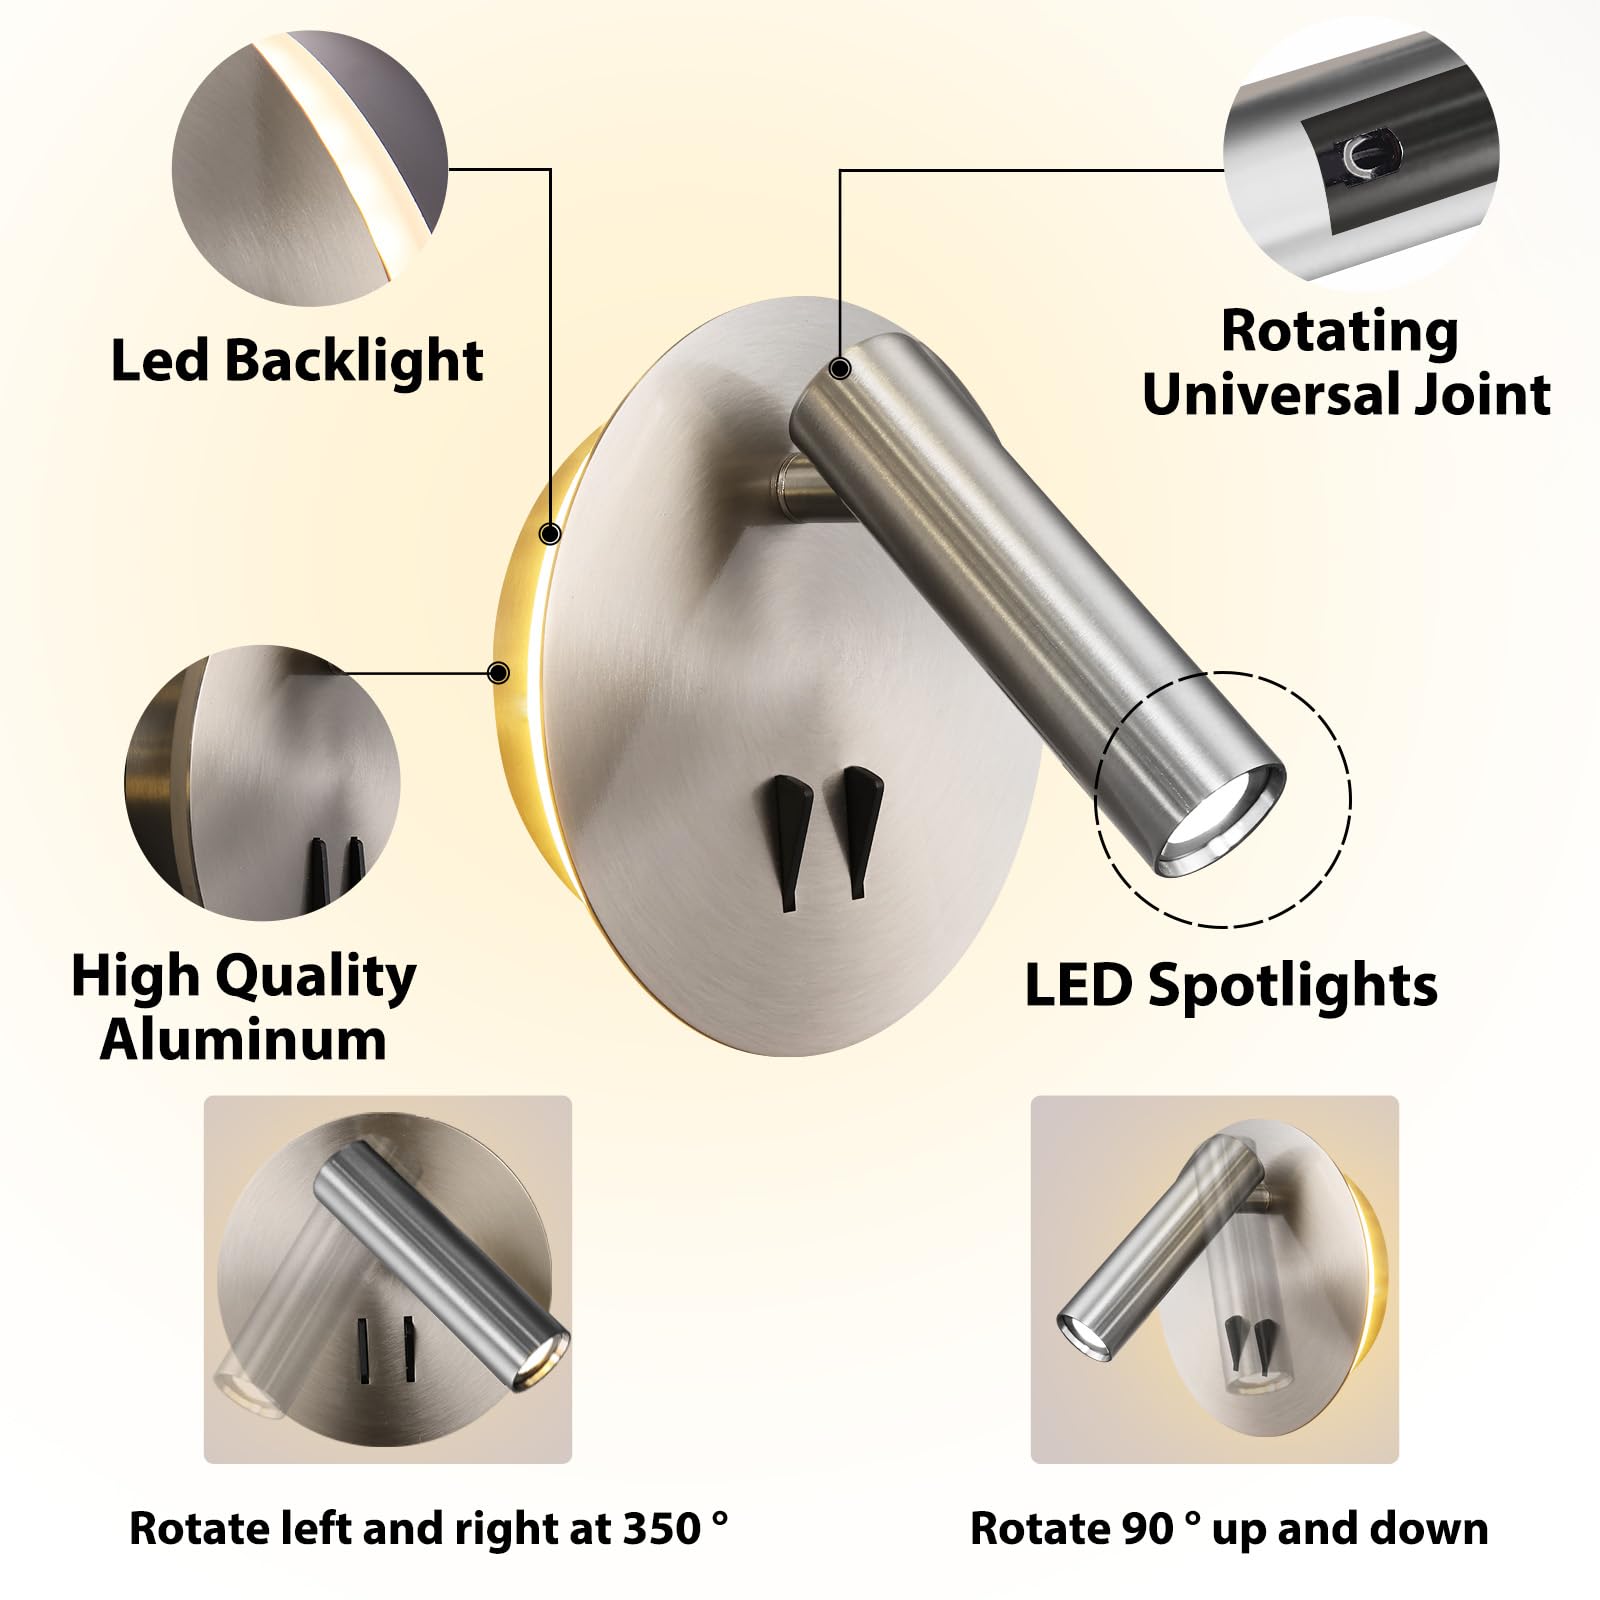 Led Backlight
Rotating
Universal Joint
High Quality
Aluminum
LED Spotlights
Rotate left and right at 350 °
Rotate 90 ° up and down